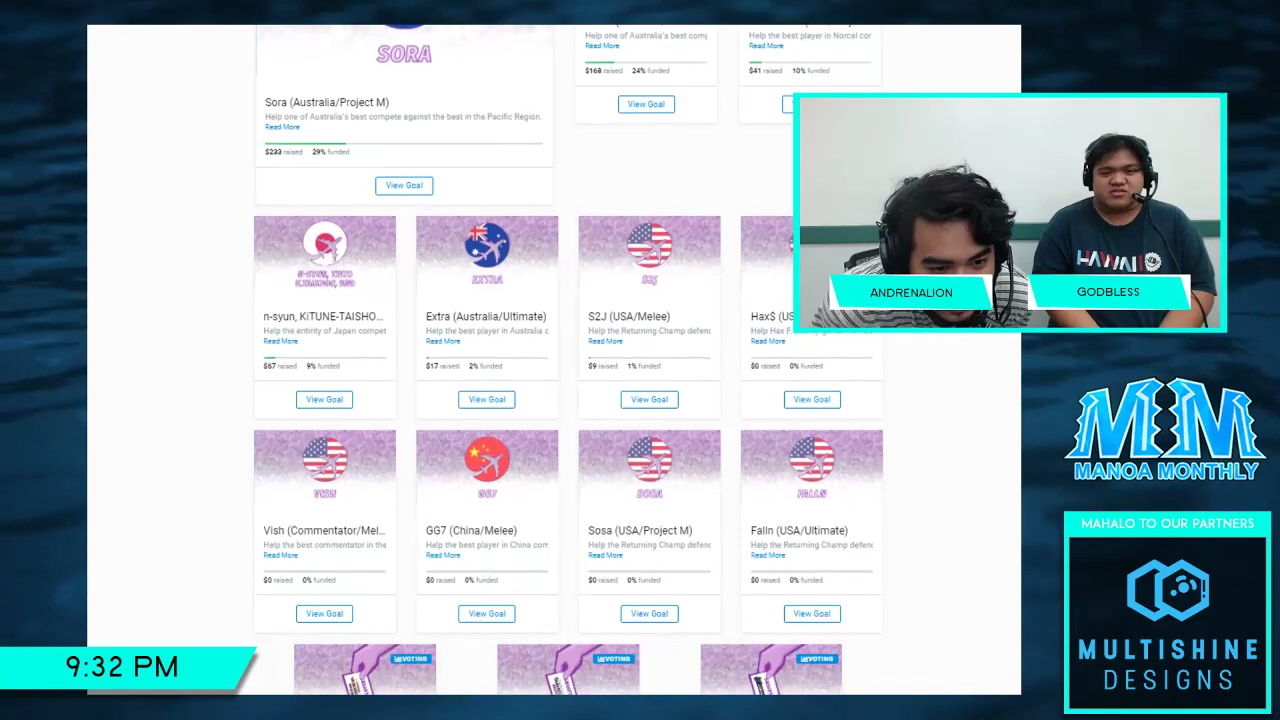 SORA
Sora (Australia/Project M)
Help one of Australia's best compete against the best in the Pacific Region.
Read More
$233 raised 29% funded
View Goal
Help one of Australia's best comp
Read More
$168 raised 24% funded
View Goal
Help the best player in Norcal cor
Read More
$41 raised 10% funded
n-syun, KiTUNE-TAISHO...
Help the entirity of Japan compet
Read More
$67 raised 9% funded
View Goal
EXTRA
Extra (Australia/Ultimate)
Help the best player in Australia c
Read More
$17 raised 2% funded
View Goal
S2J
S2J (USA/Melee)
Help the Returning Champ defend
Read More
$9 raised 1% funded
View Goal
Hax$ (US
Help Hax F.
Read More
$0 raised 0% funded
View Goal
VISH
Vish (Commentator/Mel...
Help the best commentator in the
Read More
$0 raised 0% funded
View Goal
GG7
GG7 (China/Melee)
Help the best player in China com
Read More
$0 raised 0% funded
View Goal
SOSA
Sosa (USA/Project M)
Help the Returning Champ defend
Read More
$0 raised 0% funded
View Goal
FALLN
Falln (USA/Ultimate)
Help the Returning Champ defend
Read More
$0 raised 0% funded
View Goal
VOTING
VOTING
VOTING
HAWAII
ANDRENALION
GODBLESS
MM
MANOA MONTHLY
MAHALO TO OUR PARTNERS
MULTISHINE
DESIGNS
9:32 PM